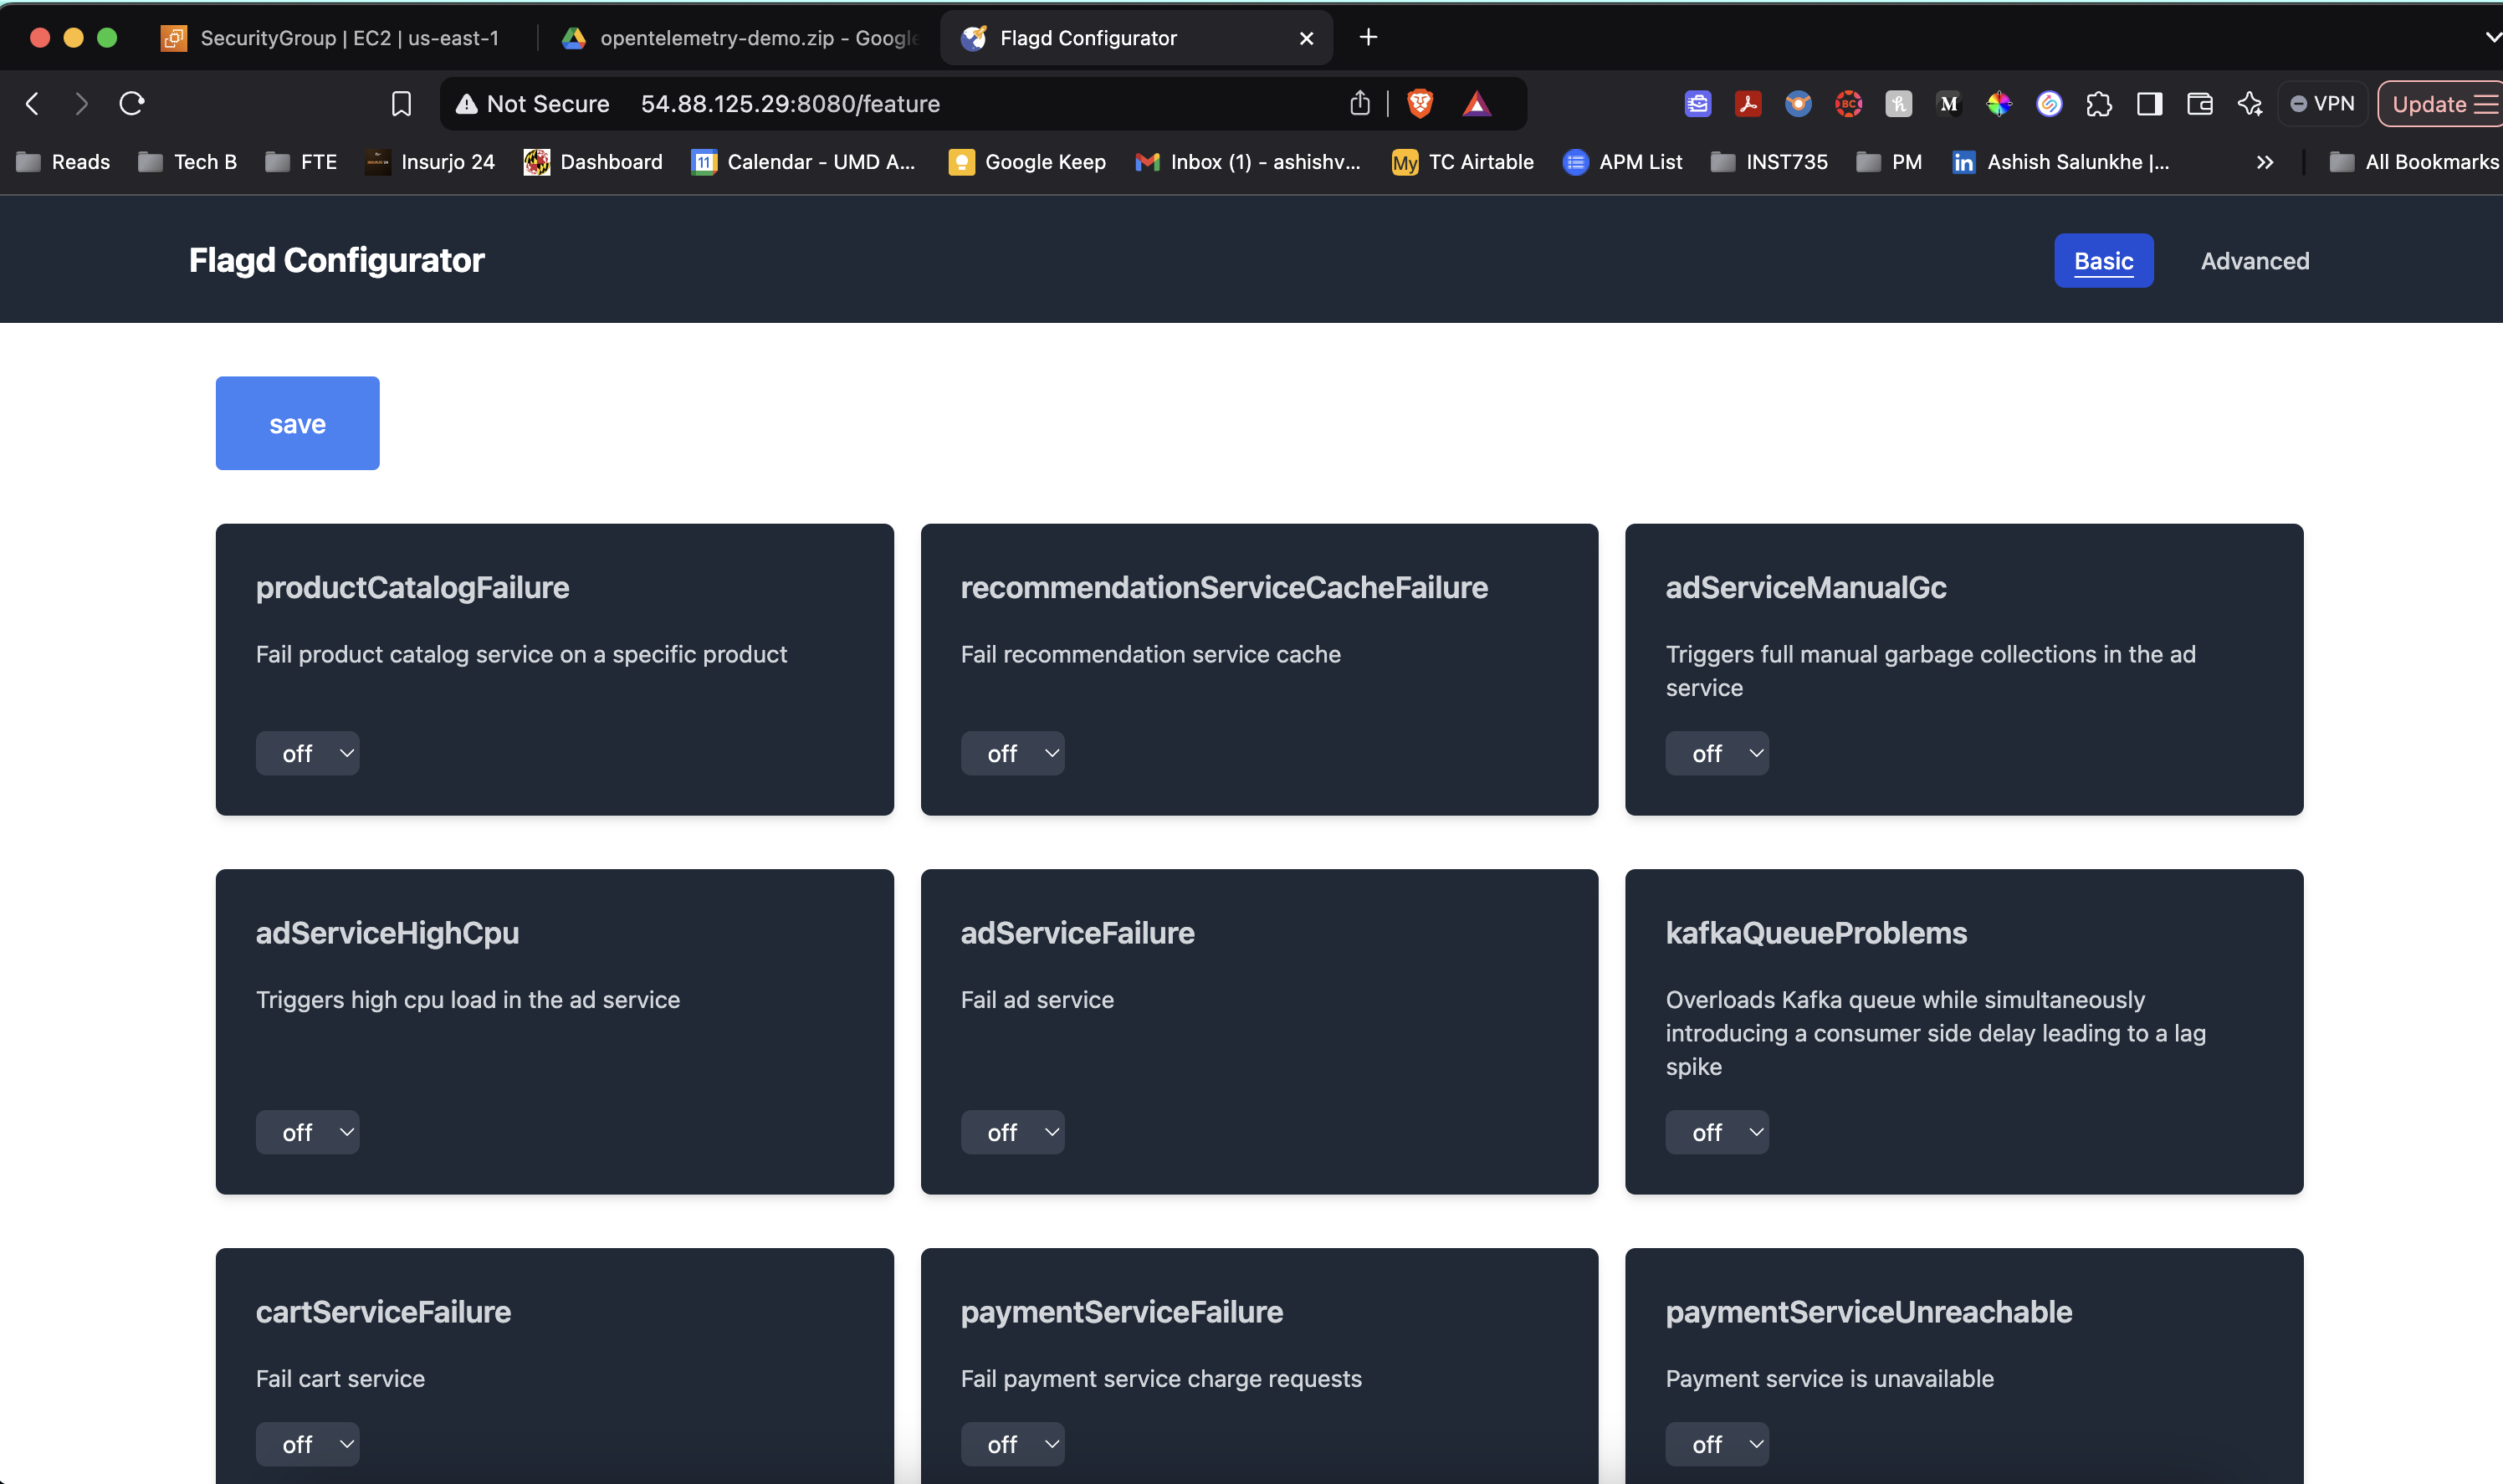 SecurityGroup | EC2 | us-east-1
opentelemetry-demo.zip - Google
Flagd Configurator
Not Secure 54.88.125.29:8080/feature
BC
M
VPN
Update
Reads
Tech B
FTE
Insurjo 24
Dashboard
11
Calendar - UMD A...
Google Keep
Inbox (1) - ashishv...
My
TC Airtable
APM List
INST735
PM
in
Ashish Salunkhe |...
All Bookmarks
Flagd Configurator
Basic
Advanced
save
productCatalogFailure
Fail product catalog service on a specific product
off
recommendationServiceCacheFailure
Fail recommendation service cache
off
adServiceManualGc
Triggers full manual garbage collections in the ad
service
off
adServiceHighCpu
Triggers high cpu load in the ad service
off
adServiceFailure
Fail ad service
off
kafkaQueueProblems
Overloads Kafka queue while simultaneously
introducing a consumer side delay leading to a lag
spike
off
cartServiceFailure
Fail cart service
off
paymentServiceFailure
Fail payment service charge requests
off
paymentServiceUnreachable
Payment service is unavailable
off